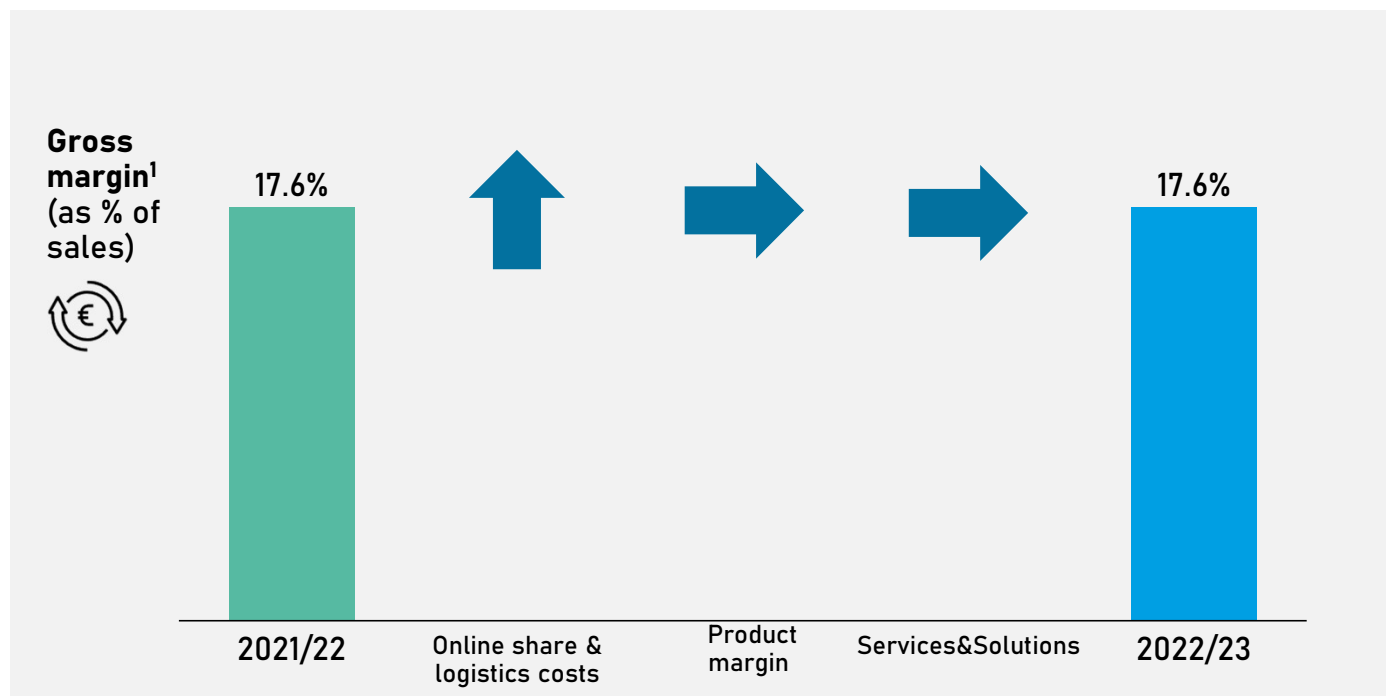 Gross
margin¹
(as % of
sales)
€
17.6%
17.6%
2021/22
Online share &
logistics costs
Product
margin
Services&Solutions
2022/23